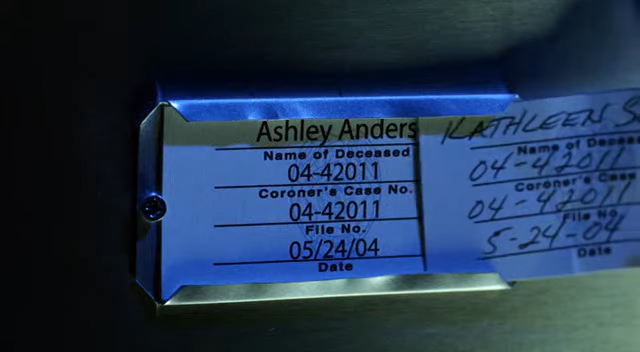 Ashley Anders
Name of Deceased
04-42011
Coroner's Case No.
04-42011
File No.
05/24/04
Date
KATHLEEN
Name of
04-42011
Coroner's Case
04-42011
File No.
5-24-04
Date